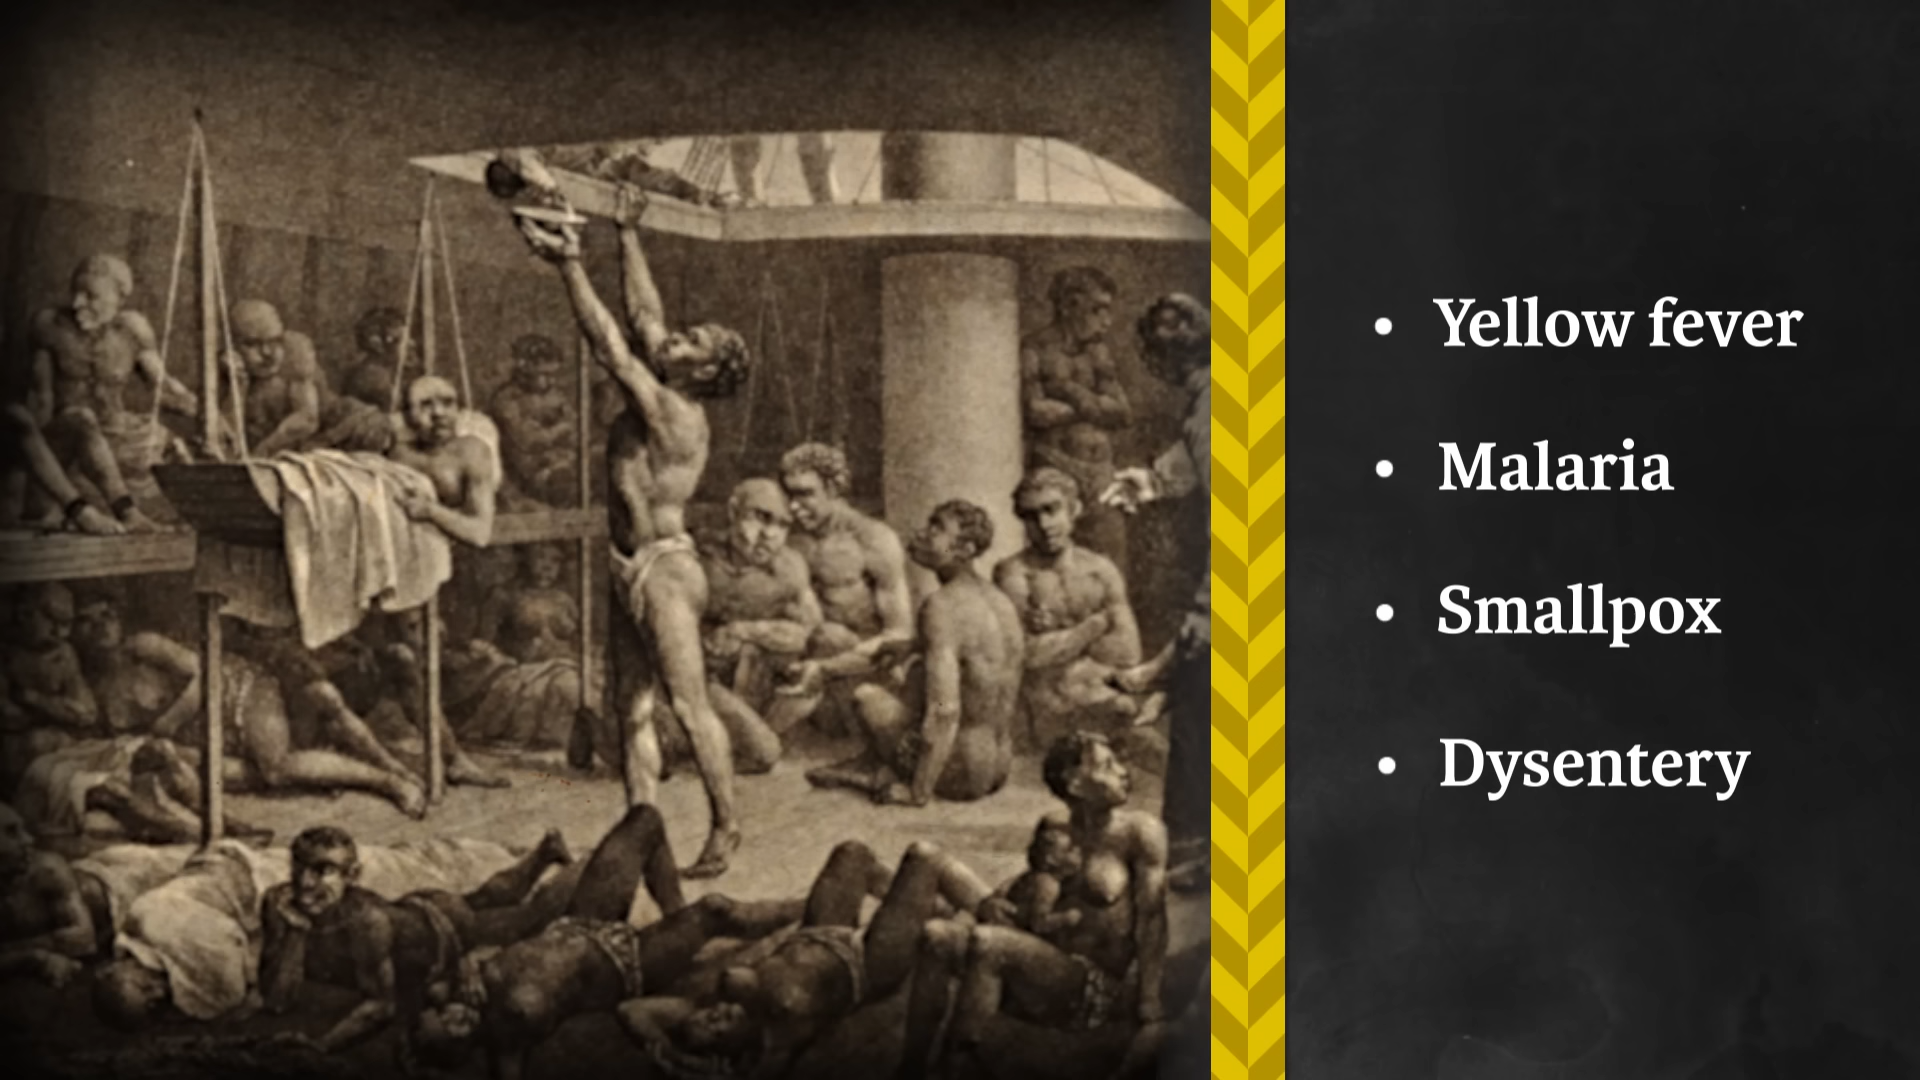 • Yellow fever
• Malaria
• Smallpox
• Dysentery